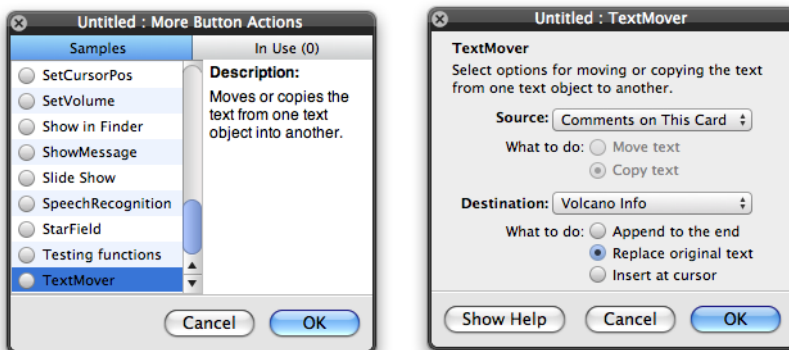 Untitled : More Button Actions
Samples
In Use (0)
SetCursorPos
SetVolume
Show in Finder
ShowMessage
Slide Show
SpeechRecognition
StarField
Testing functions
TextMover
Description:
Moves or copies the
text from one text
object into another.
Cancel
OK
Untitled : TextMover
TextMover
Select options for moving or copying the text
from one text object to another.
Source: Comments on This Card
What to do: Move text
Copy text
Destination: Volcano Info
What to do: Append to the end
Replace original text
Insert at cursor
Show Help
Cancel
OK